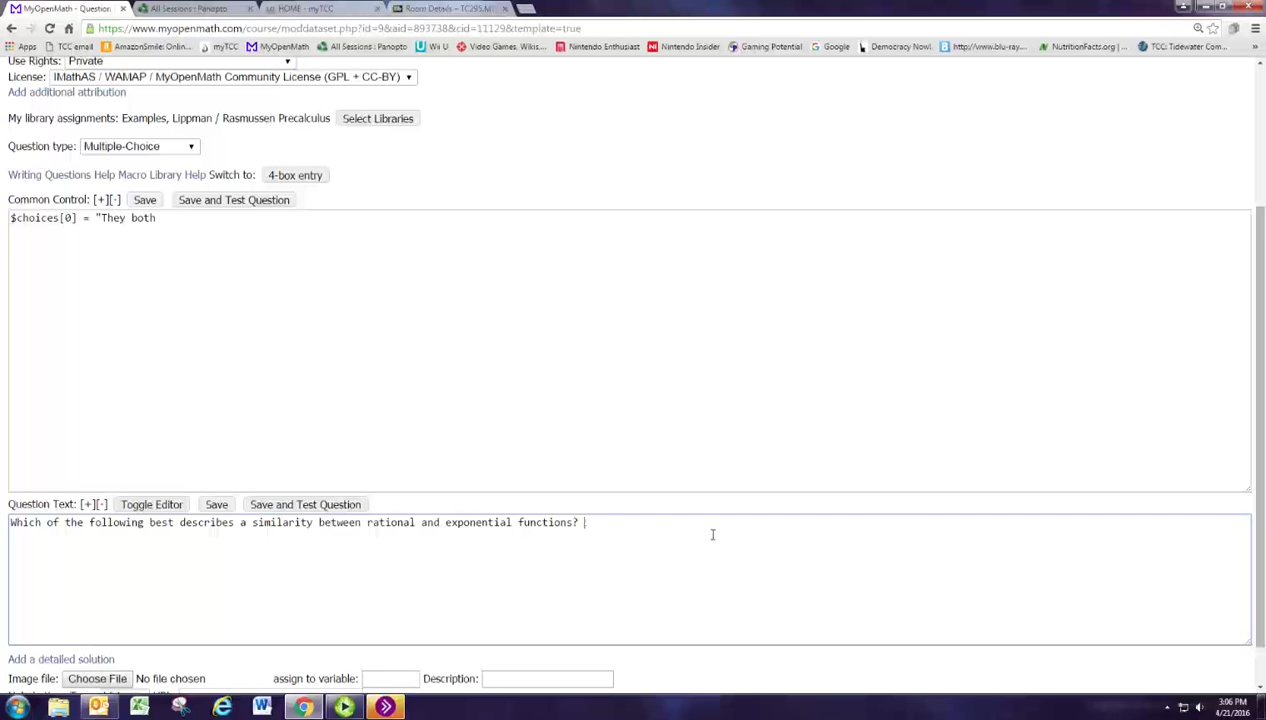 MyOpenMath - Question
All Sessions - Panopto
HOME - myTCC
https://www.myopenmath.com/course/moddataset.php?id=9&aid=893738&cid=11129&template=true
Apps TCC email AmazonSmile: Onlin... myTCC MyOpenMath All Sessions : Panopto Wii U Video Games, Wikis... Nintendo Enthusiast Nintendo Insider Gaming Potential Google Democracy Now! http://www.blu-ray... NutritionFacts.org |... TCC: Tidewater Com...
Use Rights: Private
License: IMathAS / WAMAP / MyOpenMath Community License (GPL + CC-BY)
Add additional attribution
My library assignments: Examples, Lippman / Rasmussen Precalculus Select Libraries
Question type: Multiple-Choice
Writing Questions Help Macro Library Help Switch to: 4-box entry
Common Control: [+][-] Save Save and Test Question
$choices[0] = "They both
Question Text: [+][-] Toggle Editor Save Save and Test Question
Which of the following best describes a similarity between rational and exponential functions?
Add a detailed solution
Image file: Choose File No file chosen assign to variable: Description:
3:06 PM
4/21/2016